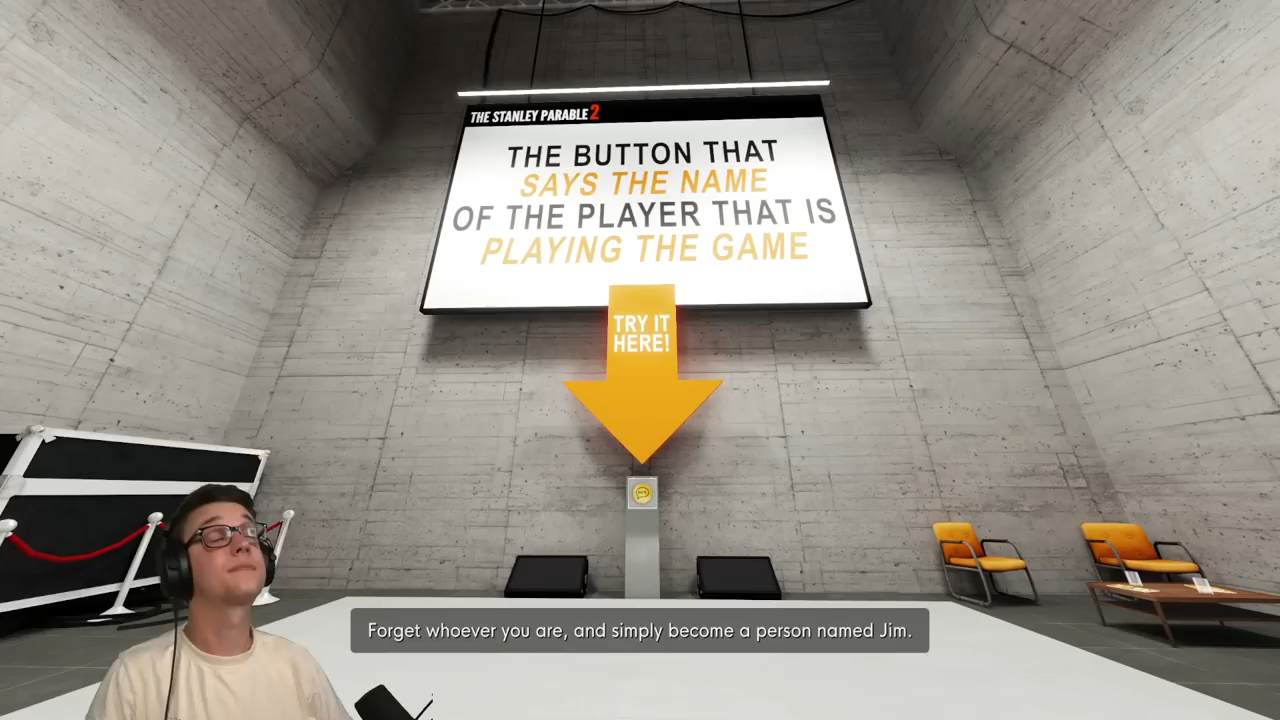 THE STANLEY PARABLE 2
THE BUTTON THAT
SAYS THE NAME
OF THE PLAYER THAT IS
PLAYING THE GAME
TRY IT
HERE!
Forget whoever you are, and simply become a person named Jim.